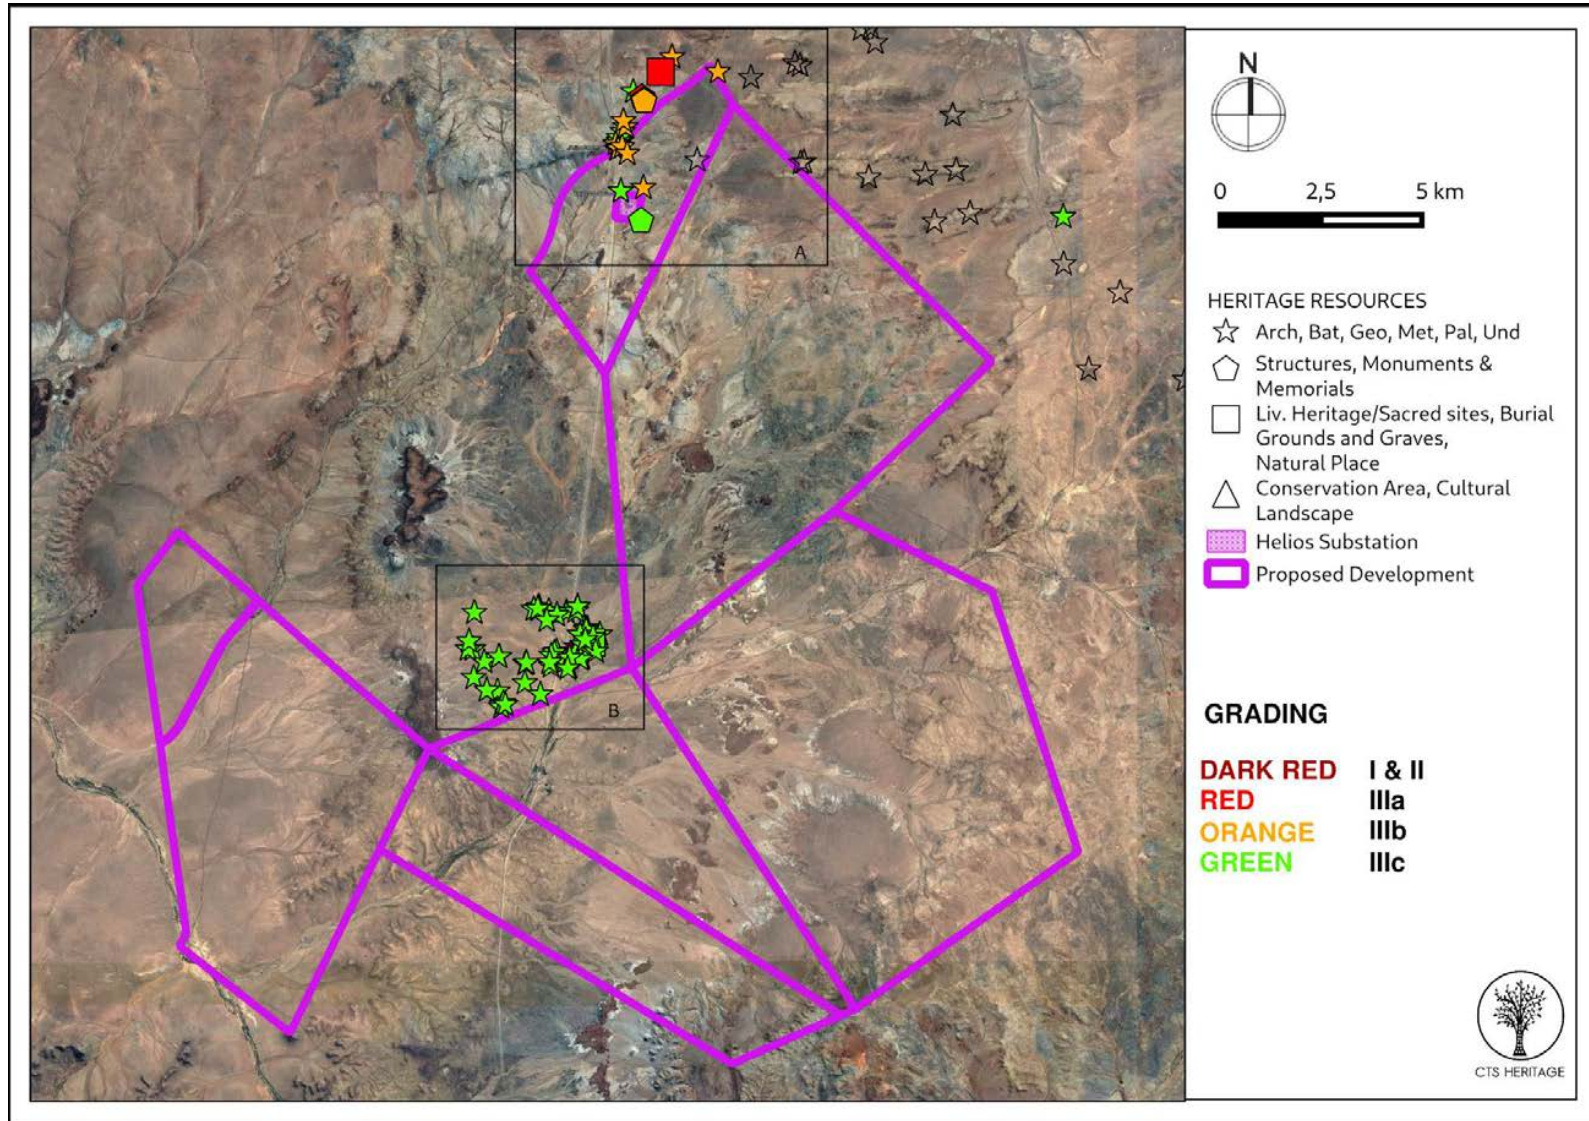 A
B
N
0 2,5 5 km
HERITAGE RESOURCES
Arch, Bat, Geo, Met, Pal, Und
Structures, Monuments &
Memorials
Liv. Heritage/Sacred sites, Burial
Grounds and Graves,
Natural Place
Conservation Area, Cultural
Landscape
Helios Substation
Proposed Development
GRADING
DARK RED I & II
RED IIIa
ORANGE IIIb
GREEN IIIc
CTS HERITAGE